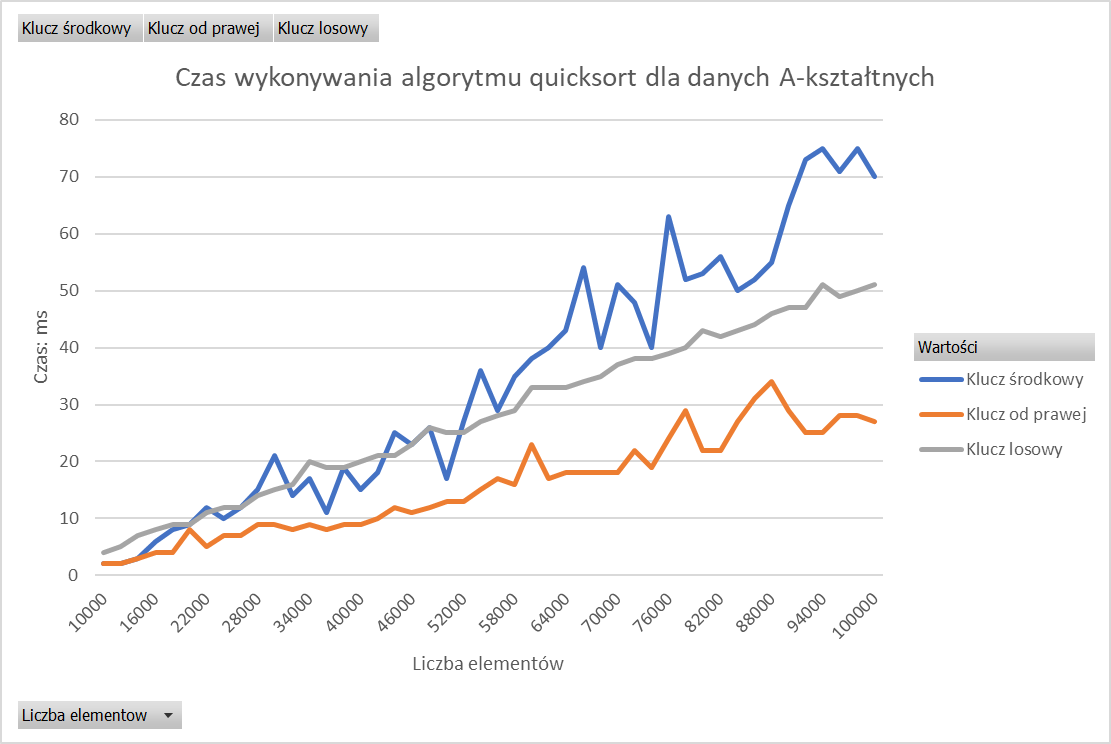 Klucz środkowy Klucz od prawej Klucz losowy
Czas wykonywania algorytmu quicksort dla danych A-kształtnych
80
70
60
50
40
30
20
10
0
Czas: ms
10000 16000 22000 28000 34000 40000 46000 52000 58000 64000 70000 76000 82000 88000 94000 100000
Liczba elementów
Wartości
Klucz środkowy
Klucz od prawej
Klucz losowy
Liczba elementow